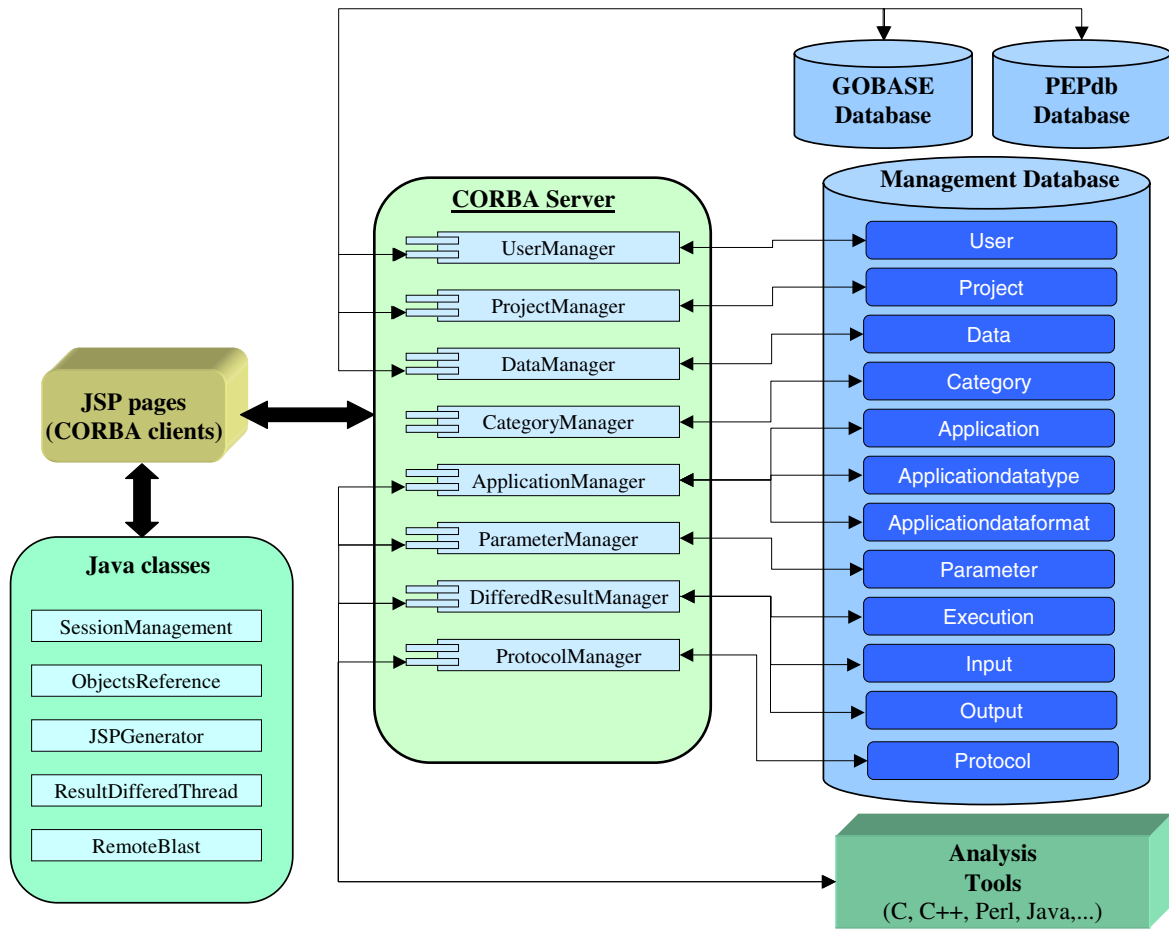 GOBASE
Database
PEPdb
Database
CORBA Server
UserManager
ProjectManager
DataManager
CategoryManager
ApplicationManager
ParameterManager
DifferedResultManager
ProtocolManager
Management Database
User
Project
Data
Category
Application
Applicationdatatype
Applicationdataformat
Parameter
Execution
Input
Output
Protocol
JSP pages
(CORBA clients)
Java classes
SessionManagement
ObjectsReference
JSPGenerator
ResultDifferedThread
RemoteBlast
Analysis
Tools
(C, C++, Perl, Java,...)